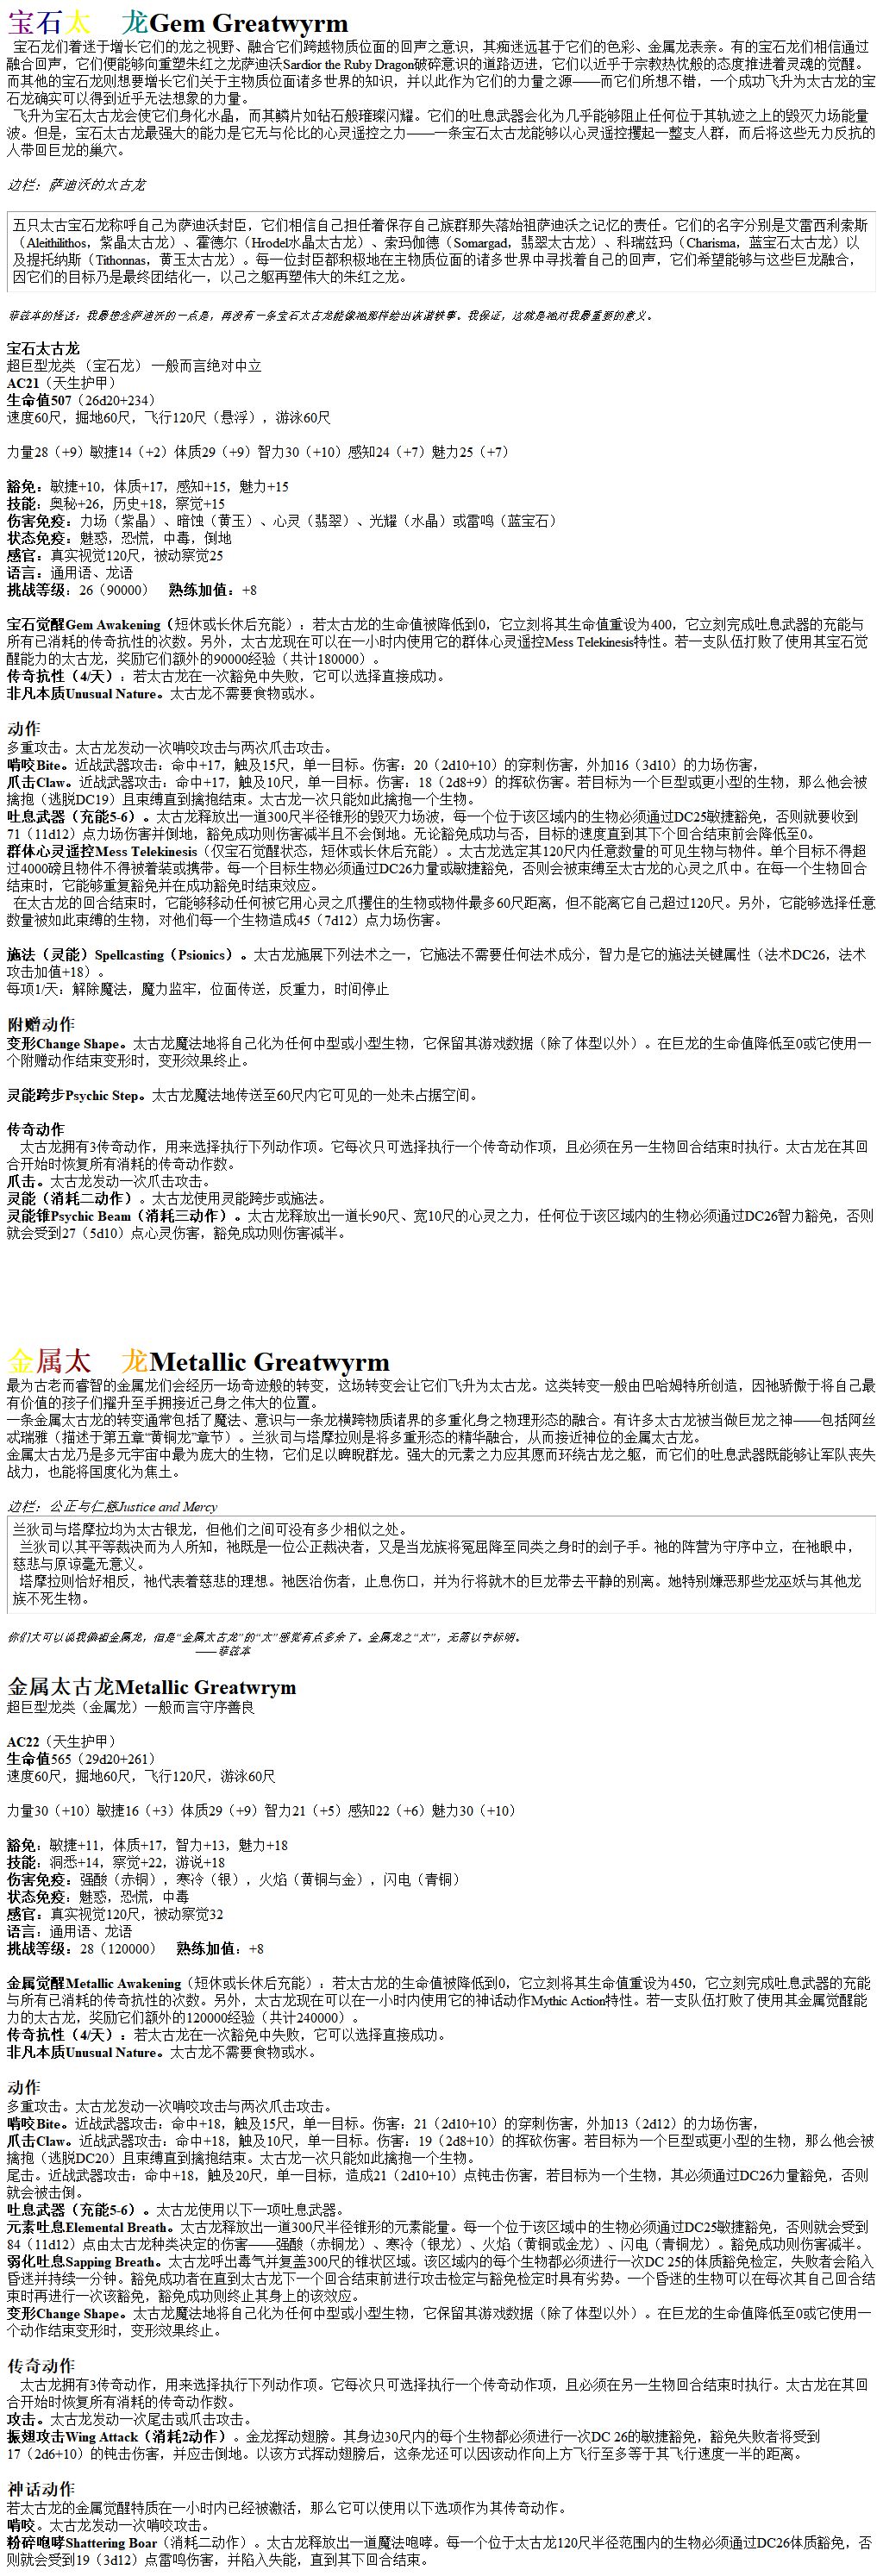 宝石太 龙Gem Greatwyrm
宝石龙们着迷于增长它们的龙之视野、融合它们跨越物质位面的回声之意识，其痴迷远甚于它们的色彩、金属龙表亲。有的宝石龙们相信通过
融合回声，它们便能够向重塑朱红之龙萨迪沃Sardior the Ruby Dragon破碎意识的道路迈进，它们以近乎于宗教热忱般的态度推进着灵魂的觉醒。
而其他的宝石龙则想要增长它们关于主物质位面诸多世界的知识，并以此作为它们的力量之源——而它们所想不错，一个成功飞升为太古龙的宝
石龙确实可以得到近乎无法想象的力量。
飞升为宝石太古龙会使它们身化水晶，而其鳞片如钻石般璀璨闪耀。它们的吐息武器会化为几乎能够阻止任何位于其轨迹之上的毁灭力场能量
波。但是，宝石太古龙最强大的能力是它无与伦比的心灵遥控之力——一条宝石太古龙能够以心灵遥控攫起一整支人群，而后将这些无力反抗的
人带回巨龙的巢穴。
边栏：萨迪沃的太古龙
五只太古宝石龙称呼自己为萨迪沃封臣，它们相信自己担任着保存自己族群那失落始祖萨迪沃之记忆的责任。它们的名字分别是艾雷西利索斯
（Aleithilithos，紫晶太古龙）、霍德尔（Hrodel水晶太古龙）、索玛伽德（Somargad，翡翠太古龙）、科瑞兹玛（Charisma，蓝宝石太古龙）以
及提托纳斯（Tithonnas，黄玉太古龙）。每一位封臣都积极地在主物质位面的诸多世界中寻找着自己的回声，它们希望能够与这些巨龙融合，
因它们的目标乃是最终团结化一，以己之躯再塑伟大的朱红之龙。
菲兹本的怪话：我最想念萨迪沃的一点是，再没有一条宝石太古龙能像祂那样绘出诙谐轶事。我保证，这就是祂对我最重要的意义。
宝石太古龙
超巨型龙类 （宝石龙） 一般而言绝对中立
AC21（天生护甲）
生命值507（26d20+234）
速度60尺，掘地60尺，飞行120尺（悬浮），游泳60尺
力量28（+9）敏捷14（+2）体质29（+9）智力30（+10）感知24（+7）魅力25（+7）
豁免：敏捷+10，体质+17，感知+15，魅力+15
技能：奥秘+26，历史+18，察觉+15
伤害免疫：力场（紫晶）、暗蚀（黄玉）、心灵（翡翠）、光耀（水晶）或雷鸣（蓝宝石）
状态免疫：魅惑，恐慌，中毒，倒地
感官：真实视觉120尺，被动察觉25
语言：通用语、龙语
挑战等级：26（90000） 熟练加值：+8
宝石觉醒Gem Awakening（短休或长休后充能）：若太古龙的生命值被降低到0，它立刻将其生命值重设为400，它立刻完成吐息武器的充能与
所有已消耗的传奇抗性的次数。另外，太古龙现在可以在一小时内使用它的群体心灵遥控Mess Telekinesis特性。若一支队伍打败了使用其宝石觉
醒能力的太古龙，奖励它们额外的90000经验（共计180000）。
传奇抗性（4/天）：若太古龙在一次豁免中失败，它可以选择直接成功。
非凡本质Unusual Nature。太古龙不需要食物或水。
动作
多重攻击。太古龙发动一次啃咬攻击与两次爪击攻击。
啃咬Bite。近战武器攻击：命中+17，触及15尺，单一目标。伤害：20（2d10+10）的穿刺伤害，外加16（3d10）的力场伤害，
爪击Claw。近战武器攻击：命中+17，触及10尺，单一目标。伤害：18（2d8+9）的挥砍伤害。若目标为一个巨型或更小型的生物，那么他会被
擒抱（逃脱DC19）且束缚直到擒抱结束。太古龙一次只能如此擒抱一个生物。
吐息武器（充能5-6）。太古龙释放出一道300尺半径锥形的毁灭力场波，每一个位于该区域内的生物必须通过DC25敏捷豁免，否则就要收到
71（11d12）点力场伤害并倒地，豁免成功则伤害减半且不会倒地。无论豁免成功与否，目标的速度直到其下个回合结束前会降低至0。
群体心灵遥控Mess Telekinesis（仅宝石觉醒状态，短休或长休后充能）。太古龙选定其120尺内任意数量的可见生物与物件。单个目标不得超
过4000磅且物件不得被着装或携带。每一个目标生物必须通过DC26力量或敏捷豁免，否则会被束缚至太古龙的心灵之爪中。在每一个生物回合
结束时，它能够重复豁免并在成功豁免时结束效应。
在太古龙的回合结束时，它能够移动任何被它用心灵之爪攫住的生物或物件最多60尺距离，但不能离它自己超过120尺。另外，它能够选择任意
数量被如此束缚的生物，对他们每一个生物造成45（7d12）点力场伤害。
施法（灵能）Spellcasting（Psionics）。太古龙施展下列法术之一，它施法不需要任何法术成分，智力是它的施法关键属性（法术DC26，法术
攻击加值+18）。
每项1/天：解除魔法，魔力监牢，位面传送，反重力，时间停止
附赠动作
变形Change Shape。太古龙魔法地将自己化为任何中型或小型生物，它保留其游戏数据（除了体型以外）。在巨龙的生命值降低至0或它使用一
个附赠动作结束变形时，变形效果终止。
灵能跨步Psychic Step。太古龙魔法地传送至60尺内它可见的一处未占据空间。
传奇动作
太古龙拥有3传奇动作，用来选择执行下列动作项。它每次只可选择执行一个传奇动作项，且必须在另一生物回合结束时执行。太古龙在其回
合开始时恢复所有消耗的传奇动作数。
爪击。太古龙发动一次爪击攻击。
灵能（消耗二动作）。太古龙使用灵能跨步或施法。
灵能锥Psychic Beam（消耗三动作）。太古龙释放出一道长90尺、宽10尺的心灵之力，任何位于该区域内的生物必须通过DC26智力豁免，否则
就会受到27（5d10）点心灵伤害，豁免成功则伤害减半。
金属太 龙Metallic Greatwyrm
最为古老而睿智的金属龙们会经历一场奇迹般的转变，这场转变会让它们飞升为太古龙。这类转变一般由巴哈姆特所创造，因祂骄傲于将自己最
有价值的孩子们擢升至手拥接近己身之伟大的位置。
一条金属太古龙的转变通常包括了魔法、意识与一条龙横跨物质诸界的多重化身之物理形态的融合。有许多太古龙被当做巨龙之神——包括阿丝
忒瑞雅（描述于第五章“黄铜龙”章节）。兰狄司与塔摩拉则是将多重形态的精华融合，从而接近神位的金属太古龙。
金属太古龙乃是多元宇宙中最为庞大的生物，它们足以睥睨群龙。强大的元素之力应其愿而环绕古龙之躯，而它们的吐息武器既能够让军队丧失
战力，也能将国度化为焦土。
边栏：公正与仁慈Justice and Mercy
兰狄司与塔摩拉均为太古银龙，但他们之间可没有多少相似之处。
兰狄司以其平等裁决而为人所知，祂既是一位公正裁决者，又是当龙族将冤屈降至同类之身时的刽子手。祂的阵营为守序中立，在祂眼中，
慈悲与原谅毫无意义。
塔摩拉则恰好相反，祂代表着慈悲的理想。祂医治伤者，止息伤口，并为行将就木的巨龙带去平静的别离。她特别嫌恶那些龙巫妖与其他龙
族不死生物。
你们大可以说我偏袒金属龙，但是“金属太古龙”的“太”感觉有点多余了。金属龙之“太”，无需以字标明。
——菲兹本
金属太古龙Metallic Greatwrym
超巨型龙类（金属龙）一般而言守序善良
AC22（天生护甲）
生命值565（29d20+261）
速度60尺，掘地60尺，飞行120尺，游泳60尺
力量30（+10）敏捷16（+3）体质29（+9）智力21（+5）感知22（+6）魅力30（+10）
豁免：敏捷+11，体质+17，智力+13，魅力+18
技能：洞悉+14，察觉+22，游说+18
伤害免疫：强酸（赤铜），寒冷（银），火焰（黄铜与金），闪电（青铜）
状态免疫：魅惑，恐慌，中毒
感官：真实视觉120尺，被动察觉32
语言：通用语、龙语
挑战等级：28（120000） 熟练加值：+8
金属觉醒Metallic Awakening（短休或长休后充能）：若太古龙的生命值被降低到0，它立刻将其生命值重设为450，它立刻完成吐息武器的充能
与所有已消耗的传奇抗性的次数。另外，太古龙现在可以在一小时内使用它的神话动作Mythic Action特性。若一支队伍打败了使用其金属觉醒能
力的太古龙，奖励它们额外的120000经验（共计240000）。
传奇抗性（4/天）：若太古龙在一次豁免中失败，它可以选择直接成功。
非凡本质Unusual Nature。太古龙不需要食物或水。
动作
多重攻击。太古龙发动一次啃咬攻击与两次爪击攻击。
啃咬Bite。近战武器攻击：命中+18，触及15尺，单一目标。伤害：21（2d10+10）的穿刺伤害，外加13（2d12）的力场伤害，
爪击Claw。近战武器攻击：命中+18，触及10尺，单一目标。伤害：19（2d8+10）的挥砍伤害。若目标为一个巨型或更小型的生物，那么他会被
擒抱（逃脱DC20）且束缚直到擒抱结束。太古龙一次只能如此擒抱一个生物。
尾击。近战武器攻击：命中+18，触及20尺，单一目标，造成21（2d10+10）点钝击伤害，若目标为一个生物，其必须通过DC26力量豁免，否则
就会被击倒。
吐息武器（充能5-6）。太古龙使用以下一项吐息武器。
元素吐息Elemental Breath。太古龙释放出一道300尺半径锥形的元素能量。每一个位于该区域中的生物必须通过DC25敏捷豁免，否则就会受到
84（11d12）点由太古龙种类决定的伤害——强酸（赤铜龙）、寒冷（银龙）、火焰（黄铜或金龙）、闪电（青铜龙）。豁免成功则伤害减半。
弱化吐息Sapping Breath。太古龙呼出毒气并复盖300尺的锥状区域。该区域内的每个生物都必须进行一次DC 25的体质豁免检定，失败者会陷入
昏迷并持续一分钟。豁免成功者在直到太古龙下一个回合结束前进行攻击检定与豁免检定时具有劣势。一个昏迷的生物可以在每次其自己回合结
束时再进行一次该豁免，豁免成功则终止其身上的该效应。
变形Change Shape。太古龙魔法地将自己化为任何中型或小型生物，它保留其游戏数据（除了体型以外）。在巨龙的生命值降低至0或它使用一
个动作结束变形时，变形效果终止。
传奇动作
太古龙拥有3传奇动作，用来选择执行下列动作项。它每次只可选择执行一个传奇动作项，且必须在另一生物回合结束时执行。太古龙在其回
合开始时恢复所有消耗的传奇动作数。
攻击。太古龙发动一次尾击或爪击攻击。
振翅攻击Wing Attack（消耗2动作）。金龙挥动翅膀。其身边30尺内的每个生物都必须进行一次DC 26的敏捷豁免，豁免失败者将受到
17（2d6+10）的钝击伤害，并应击倒地。以该方式挥动翅膀后，这条龙还可以因该动作向上方飞行至多等于其飞行速度一半的距离。
神话动作
若太古龙的金属觉醒特质在一小时内已经被激活，那么它可以使用以下选项作为其传奇动作。
啃咬。太古龙发动一次啃咬攻击。
粉碎咆哮Shattering Boar（消耗二动作）。太古龙释放出一道魔法咆哮。每一个位于太古龙120尺半径范围内的生物必须通过DC26体质豁免，否
则就会受到19（3d12）点雷鸣伤害，并陷入失能，直到其下回合结束。